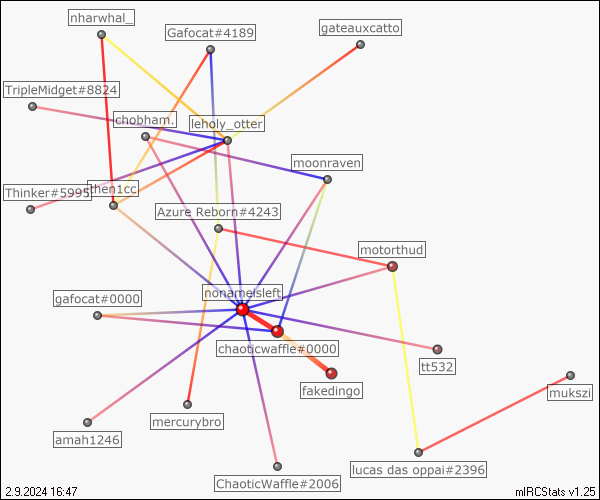 nharwhal_
Gafocat#4189
gateauxcatto
TripleMidget#8824
chobham.
leholy_otter
moonraven
Thinker#5995
then1cc
Azure Reborn#4243
motorthud
nonameisleft
gafocat#0000
chaoticwaffle#0000
tt532
fakedingo
mukszi
mercurybro
amah1246
lucas das oppai#2396
ChaoticWaffle#2006
2.9.2024 16:47
mIRCStats v1.25